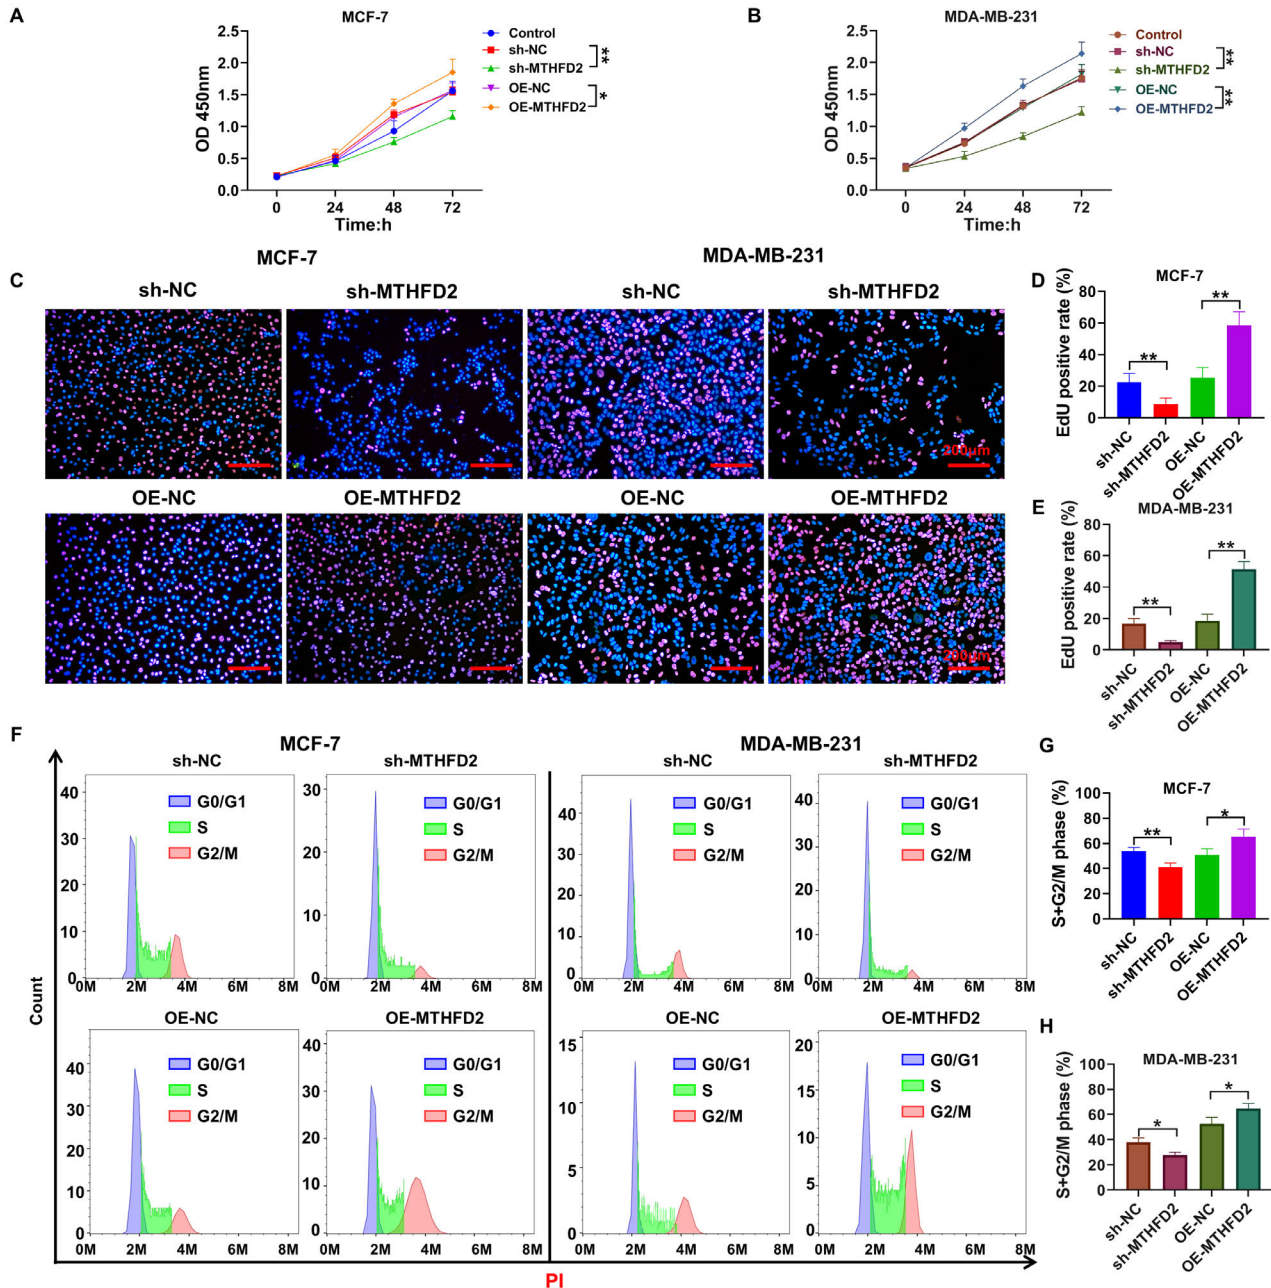 A
MCF-7
OD 450nm
2.5
2.0
1.5
1.0
0.5
0.0
0 24 48 72
Time:h
Control
sh-NC
sh-MTHFD2
OE-NC
OE-MTHFD2
**
*
B
MDA-MB-231
OD 450nm
2.5
2.0
1.5
1.0
0.5
0.0
0 24 48 72
Time:h
Control
sh-NC
sh-MTHFD2
OE-NC
OE-MTHFD2
**
**
C
MCF-7 MDA-MB-231
sh-NC sh-MTHFD2 sh-NC sh-MTHFD2
200μm
OE-NC OE-MTHFD2 OE-NC OE-MTHFD2
200μm
D
MCF-7
EdU positive rate (%)
80
60
40
20
0
**
**
sh-NC sh-MTHFD2 OE-NC OE-MTHFD2
E
MDA-MB-231
EdU positive rate (%)
80
60
40
20
0
**
**
sh-NC sh-MTHFD2 OE-NC OE-MTHFD2
F
MCF-7 MDA-MB-231
Count
sh-NC
40
30
20
10
0
G0/G1
S
G2/M
0M 2M 4M 6M 8M
sh-MTHFD2
30
20
10
0
G0/G1
S
G2/M
0M 2M 4M 6M 8M
sh-NC
40
30
20
10
0
G0/G1
S
G2/M
0M 2M 4M 6M 8M
sh-MTHFD2
40
30
20
10
0
G0/G1
S
G2/M
0M 2M 4M 6M 8M
OE-NC
40
30
20
10
0
G0/G1
S
G2/M
0M 2M 4M 6M 8M
OE-MTHFD2
40
30
20
10
0
G0/G1
S
G2/M
0M 2M 4M 6M 8M
OE-NC
15
10
5
0
G0/G1
S
G2/M
0M 2M 4M 6M 8M
OE-MTHFD2
20
15
10
5
0
G0/G1
S
G2/M
0M 2M 4M 6M 8M
PI
G
MCF-7
S+G2/M phase (%)
100
80
60
40
20
0
**
*
sh-NC sh-MTHFD2 OE-NC OE-MTHFD2
H
MDA-MB-231
S+G2/M phase (%)
100
80
60
40
20
0
*
*
sh-NC sh-MTHFD2 OE-NC OE-MTHFD2